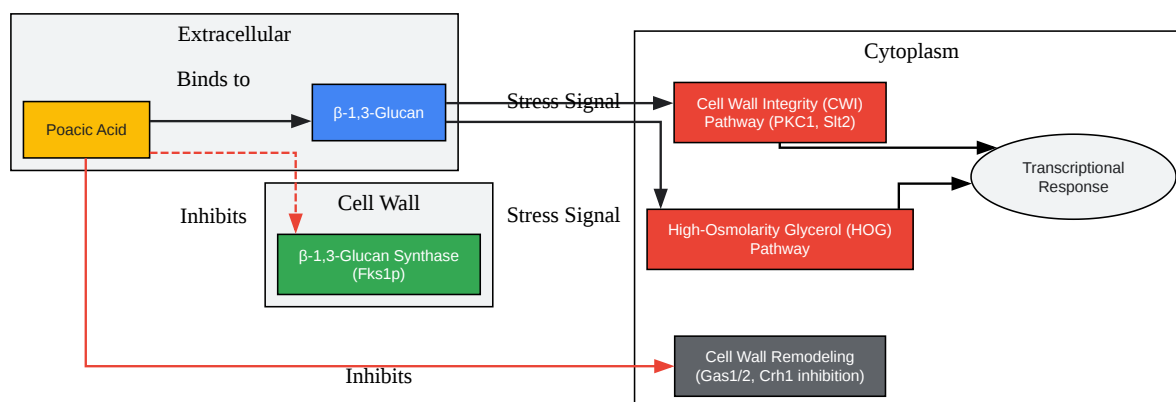 Extracellular
Binds to
Poacic Acid
β-1,3-Glucan
Stress Signal
Cytoplasm
Cell Wall Integrity (CWI)
Pathway (PKC1, Slt2)
Transcriptional
Response
Inhibits
Cell Wall
β-1,3-Glucan Synthase
(Fks1p)
Stress Signal
High-Osmolarity Glycerol (HOG)
Pathway
Inhibits
Cell Wall Remodeling
(Gas1/2, Crh1 inhibition)